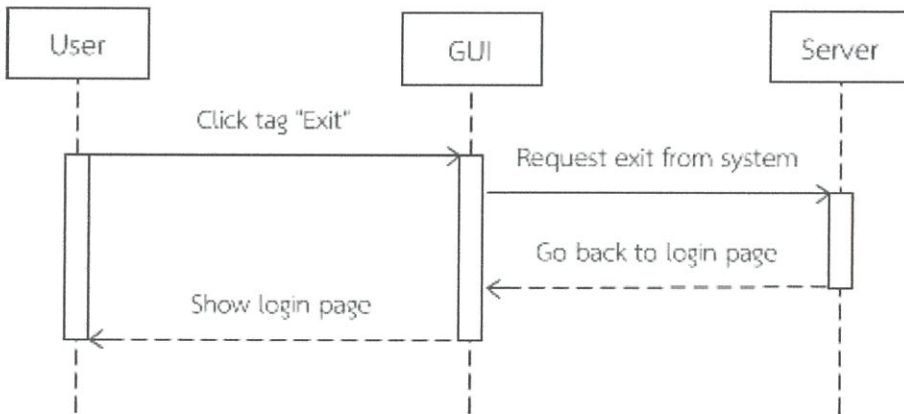 User
GUI
Server
Click tag "Exit"
Request exit from system
Go back to login page
Show login page